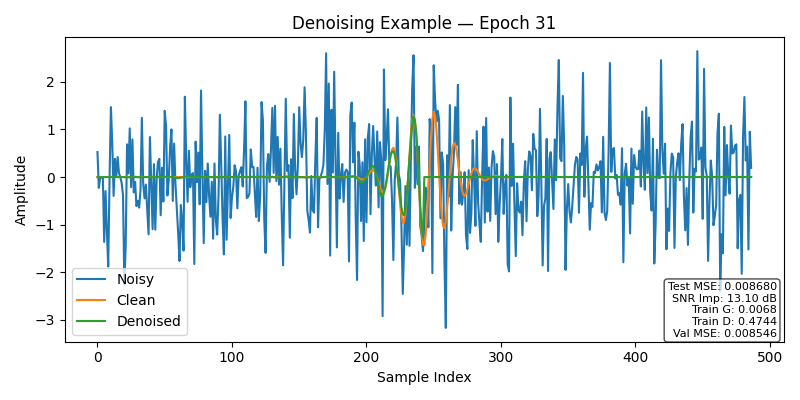 Denoising Example — Epoch 31
Amplitude
2
1
0
−1
−2
−3
Noisy
Clean
Denoised
Test MSE: 0.008680
SNR Imp: 13.10 dB
Train G: 0.0068
Train D: 0.4744
Val MSE: 0.008546
0 100 200 300 400 500
Sample Index